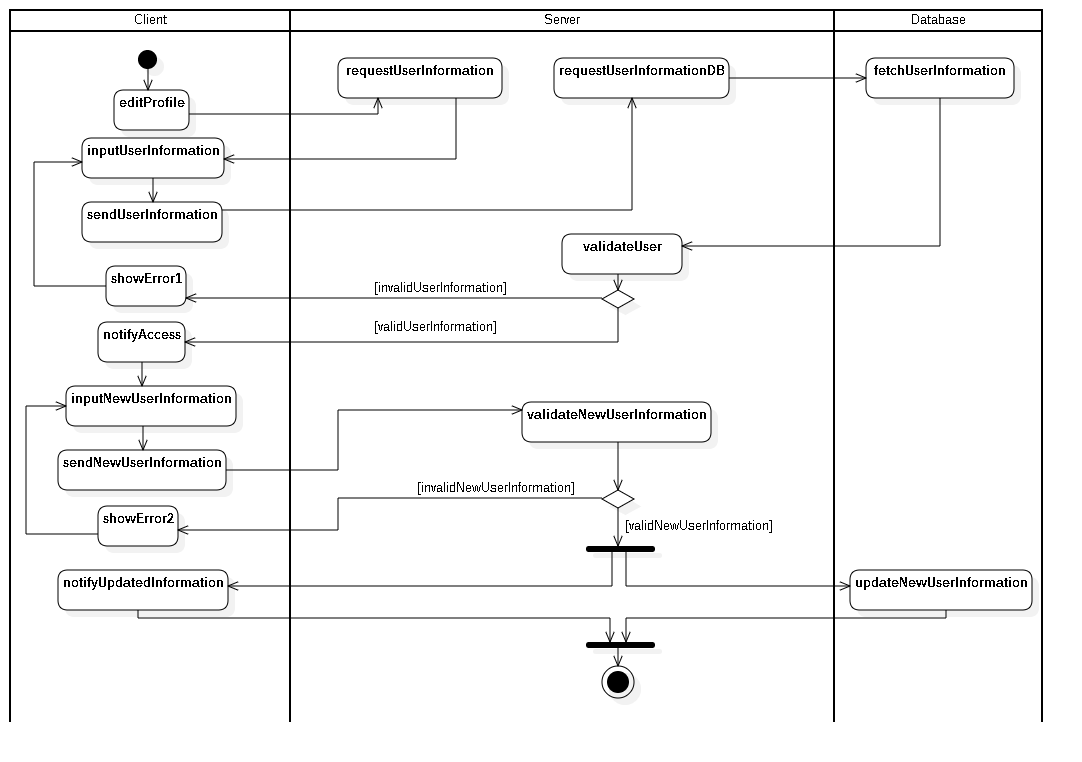 Client
Server
Database
requestUserInformation
requestUserInformationDB
fetchUserInformation
editProfile
inputUserInformation
sendUserInformation
validateUser
showError1
[invalidUserInformation]
[validUserInformation]
notifyAccess
inputNewUserInformation
validateNewUserInformation
sendNewUserInformation
[invalidNewUserInformation]
showError2
[validNewUserInformation]
notifyUpdatedInformation
updateNewUserInformation